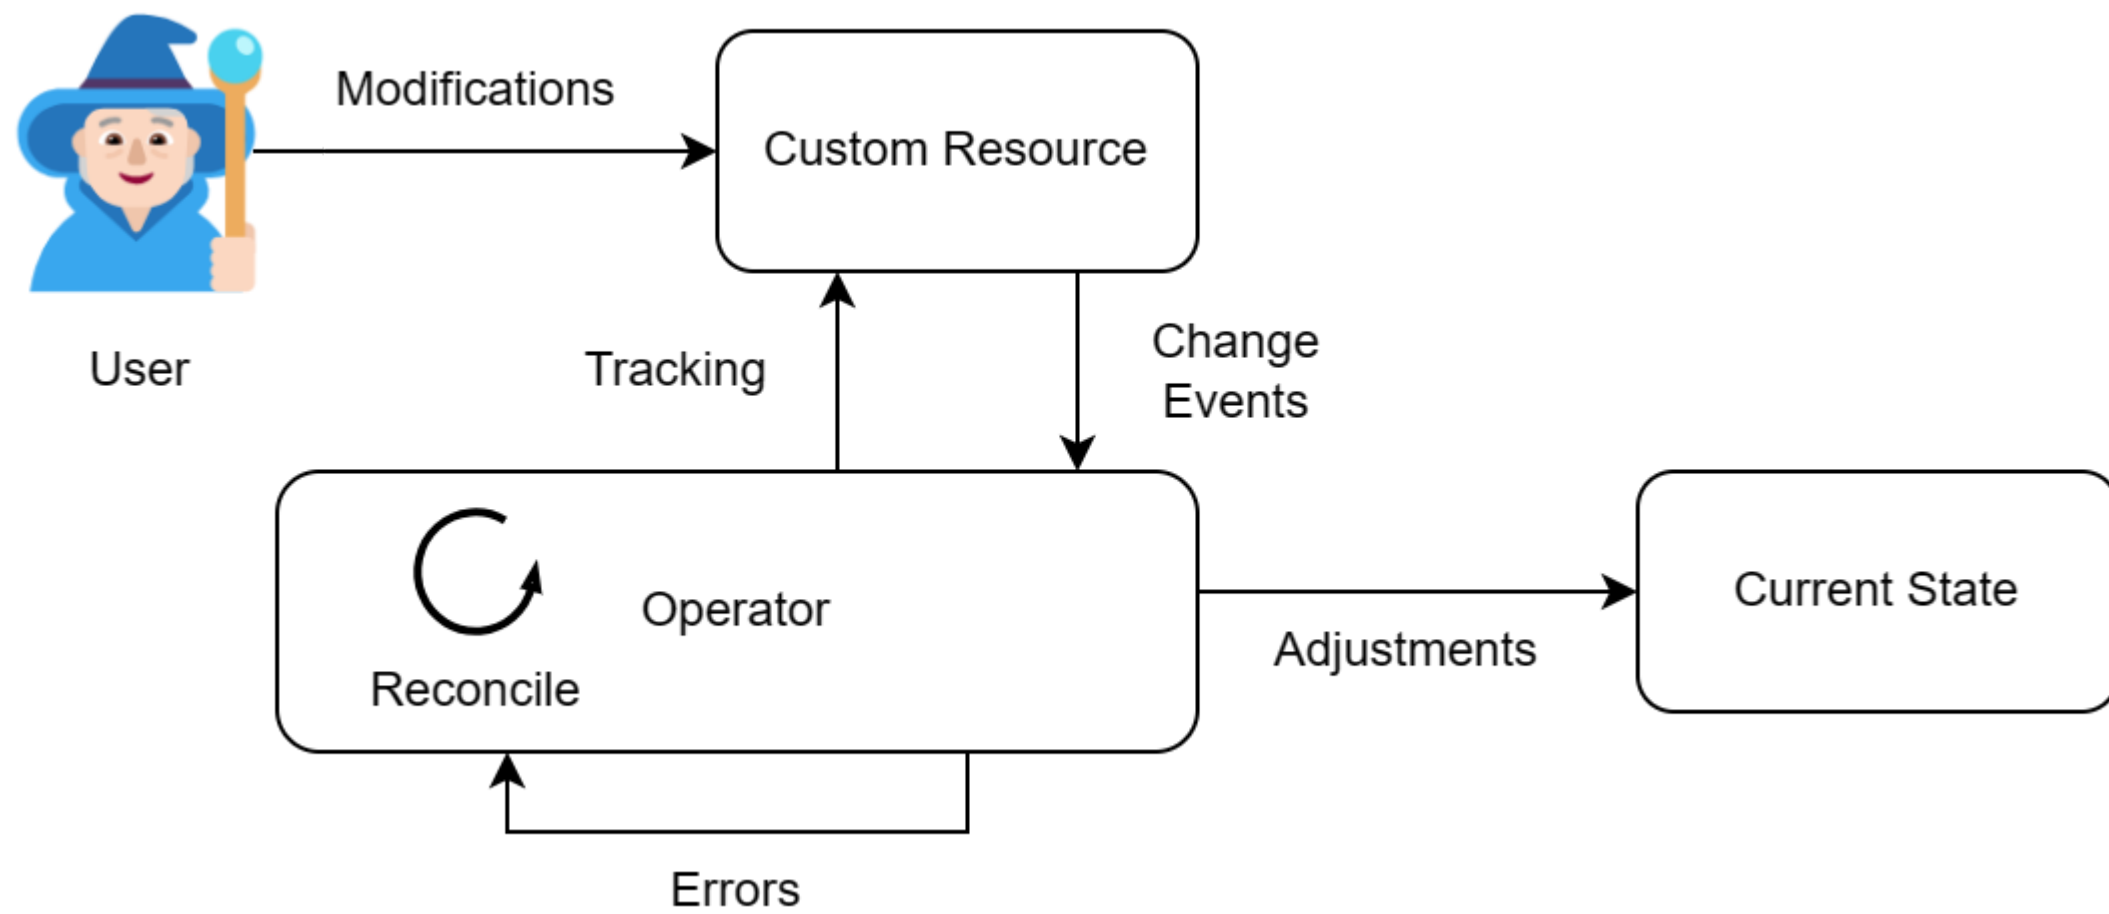 Modifications
Custom Resource
User
Tracking
Change
Events
Operator
Reconcile
Adjustments
Current State
Errors